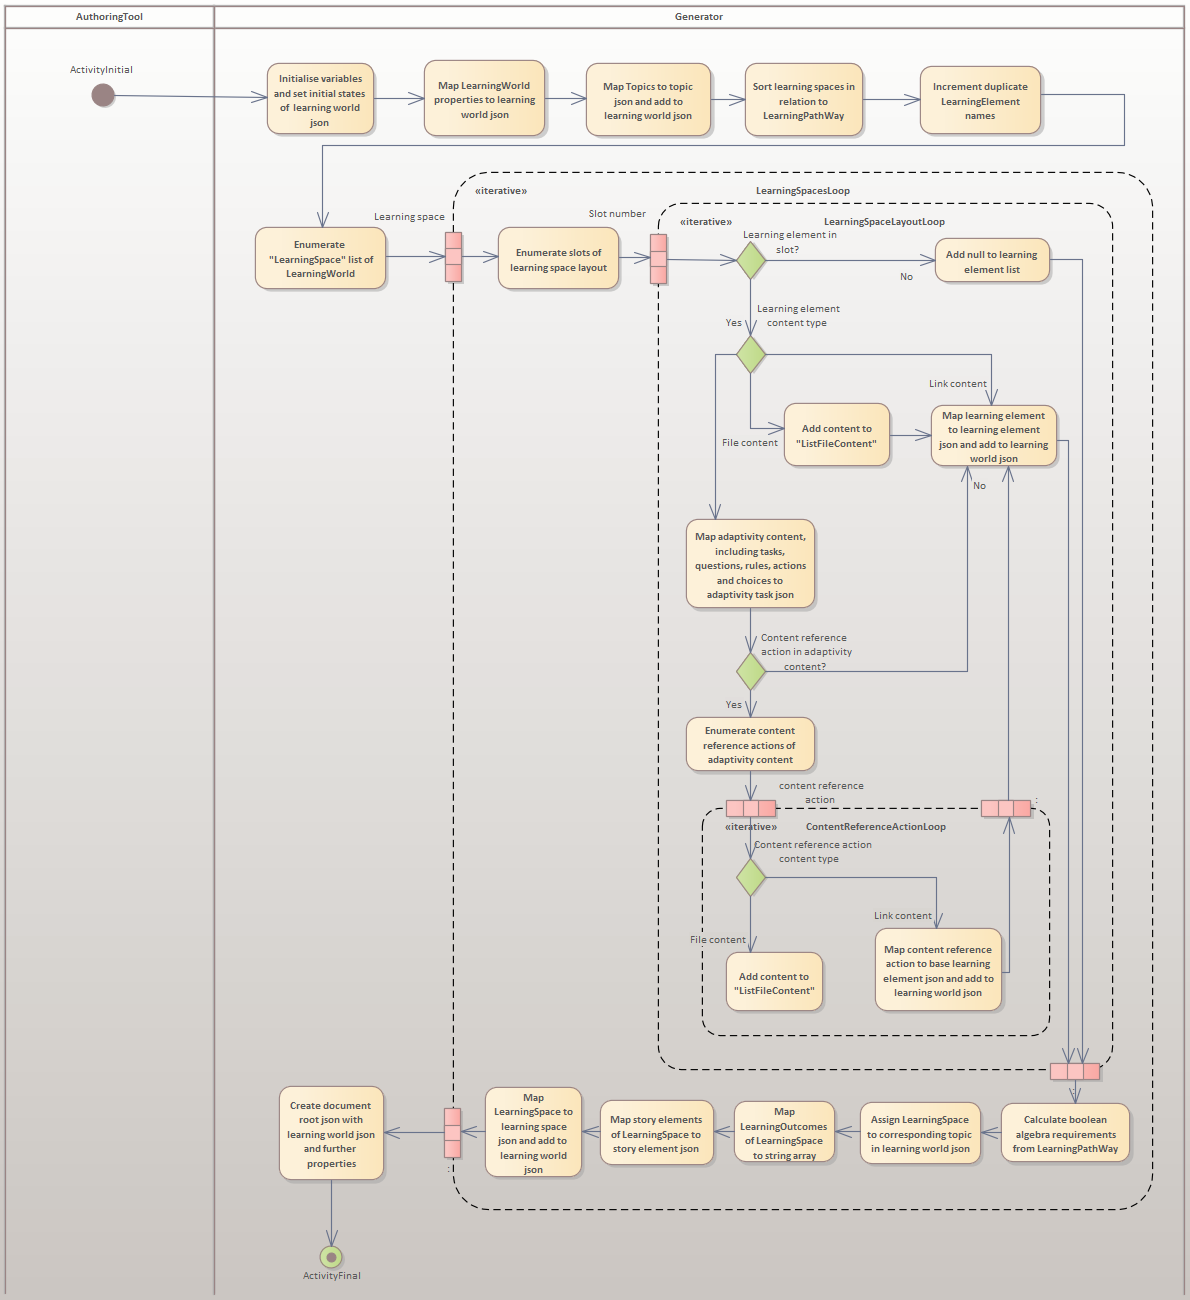 AuthoringTool
Generator
ActivityInitial
Initialise variables
and set initial states
of learning world
json
Map LearningWorld
properties to learning
world json
Map Topics to topic
json and add to
learning world json
Sort learning spaces in
relation to
LearningPathWay
Increment duplicate
LearningElement
names
Enumerate
"LearningSpace" list of
LearningWorld
Learning space
«iterative»
LearningSpacesLoop
Enumerate slots of
learning space layout
Slot number
«iterative»
LearningSpaceLayoutLoop
Learning element in
slot?
No
Add null to learning
element list
Learning element
content type
Yes
Link content
File content
Add content to
"ListFileContent"
Map learning element
to learning element
json and add to learning
world json
No
Map adaptivity content,
including tasks,
questions, rules, actions
and choices to
adaptivity task json
Content reference
action in adaptivity
content?
Yes
Enumerate content
reference actions of
adaptivity content
content reference
action
:
«iterative»
ContentReferenceActionLoop
Content reference action
content type
Link content
File content
Add content to
"ListFileContent"
Map content reference
action to base learning
element json and add to
learning world json
:
Calculate boolean
algebra requirements
from LearningPathWay
Assign LearningSpace
to corresponding topic
in learning world json
Map
LearningOutcomes
of LearningSpace
to string array
Map story elements
of LearningSpace to
story element json
Map
LearningSpace to
learning space
json and add to
learning world
json
:
Create document
root json with
learning world json
and further
properties
ActivityFinal